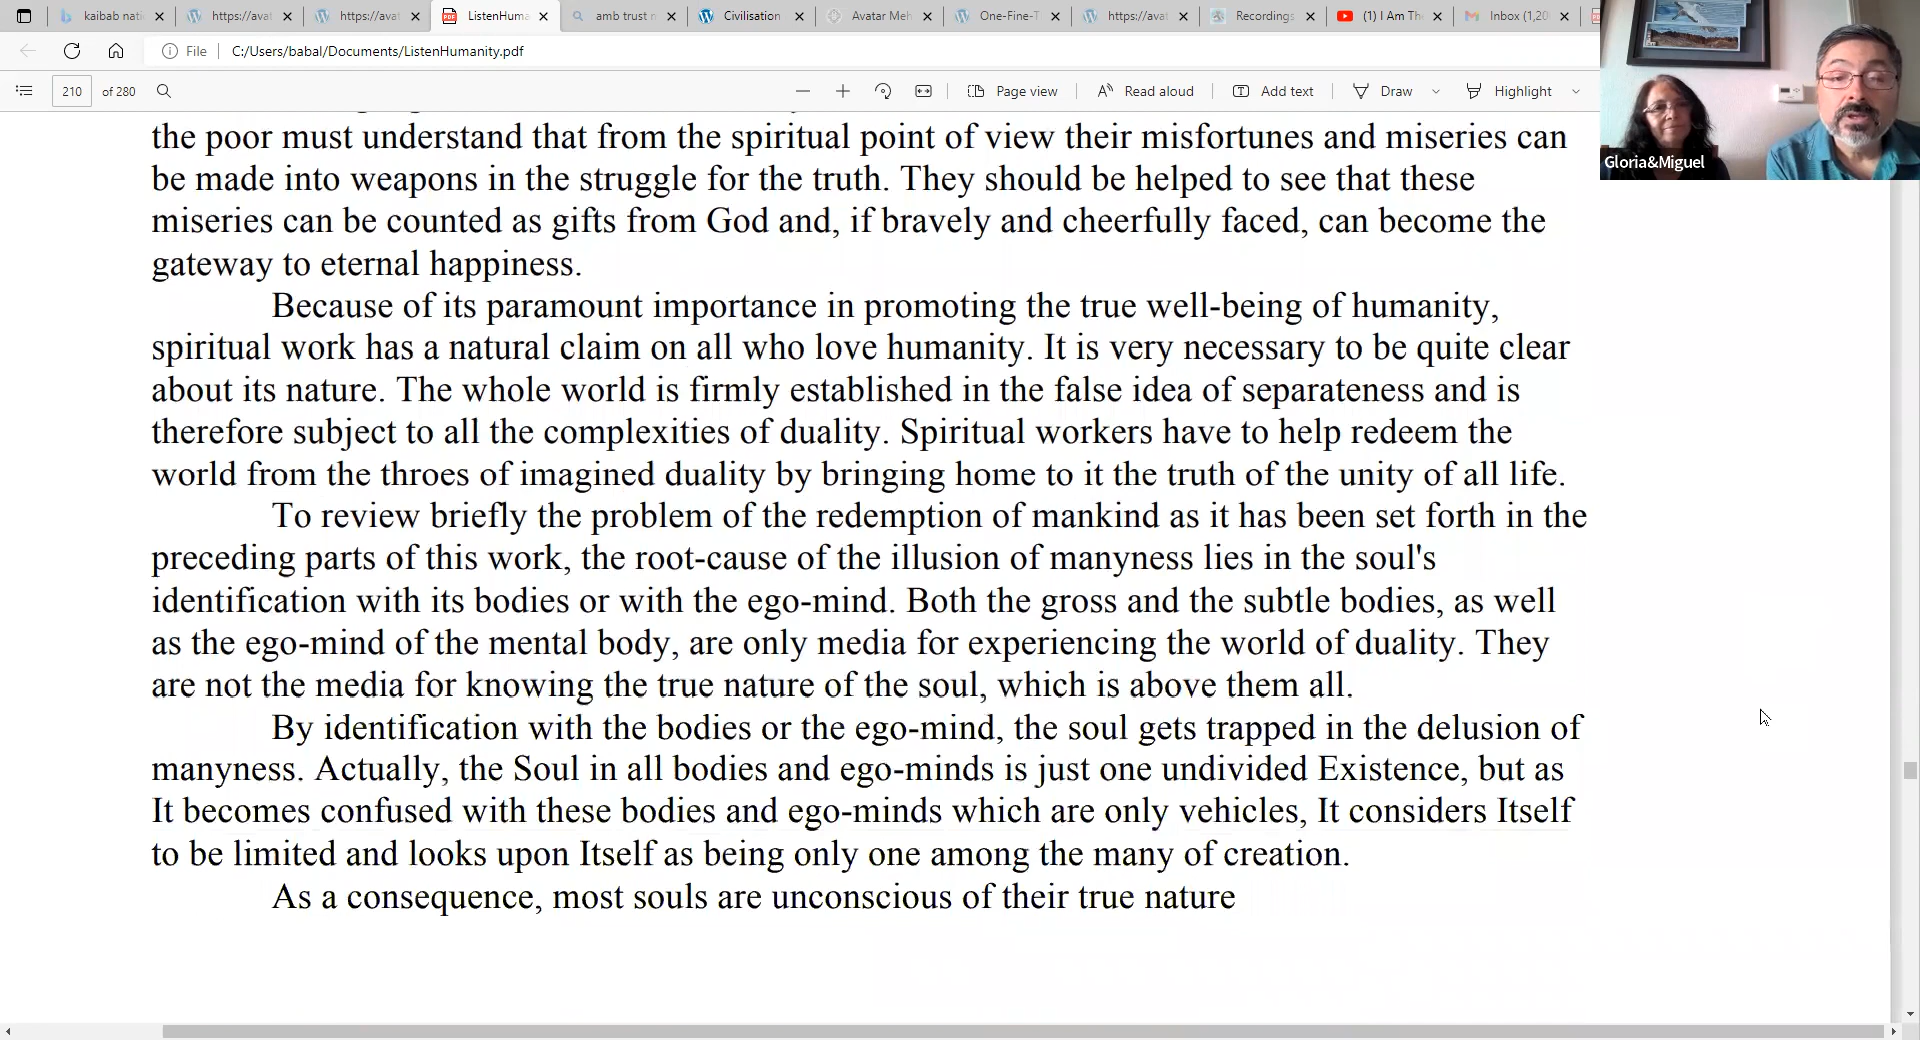 kaibab nati
https://avat
https://avat
ListenHuma
amb trust n
Civilisation
Avatar Meh
One-Fine-T
https://avat
Recordings
(1) I Am The
Inbox (1,20
File
C:/Users/babal/Documents/ListenHumanity.pdf
210 of 280
Page view
Read aloud
Add text
Draw
Highlight
Gloria&Miguel
the poor must understand that from the spiritual point of view their misfortunes and miseries can
be made into weapons in the struggle for the truth. They should be helped to see that these
miseries can be counted as gifts from God and, if bravely and cheerfully faced, can become the
gateway to eternal happiness.
Because of its paramount importance in promoting the true well-being of humanity,
spiritual work has a natural claim on all who love humanity. It is very necessary to be quite clear
about its nature. The whole world is firmly established in the false idea of separateness and is
therefore subject to all the complexities of duality. Spiritual workers have to help redeem the
world from the throes of imagined duality by bringing home to it the truth of the unity of all life.
To review briefly the problem of the redemption of mankind as it has been set forth in the
preceding parts of this work, the root-cause of the illusion of manyness lies in the soul's
identification with its bodies or with the ego-mind. Both the gross and the subtle bodies, as well
as the ego-mind of the mental body, are only media for experiencing the world of duality. They
are not the media for knowing the true nature of the soul, which is above them all.
By identification with the bodies or the ego-mind, the soul gets trapped in the delusion of
manyness. Actually, the Soul in all bodies and ego-minds is just one undivided Existence, but as
It becomes confused with these bodies and ego-minds which are only vehicles, It considers Itself
to be limited and looks upon Itself as being only one among the many of creation.
As a consequence, most souls are unconscious of their true nature